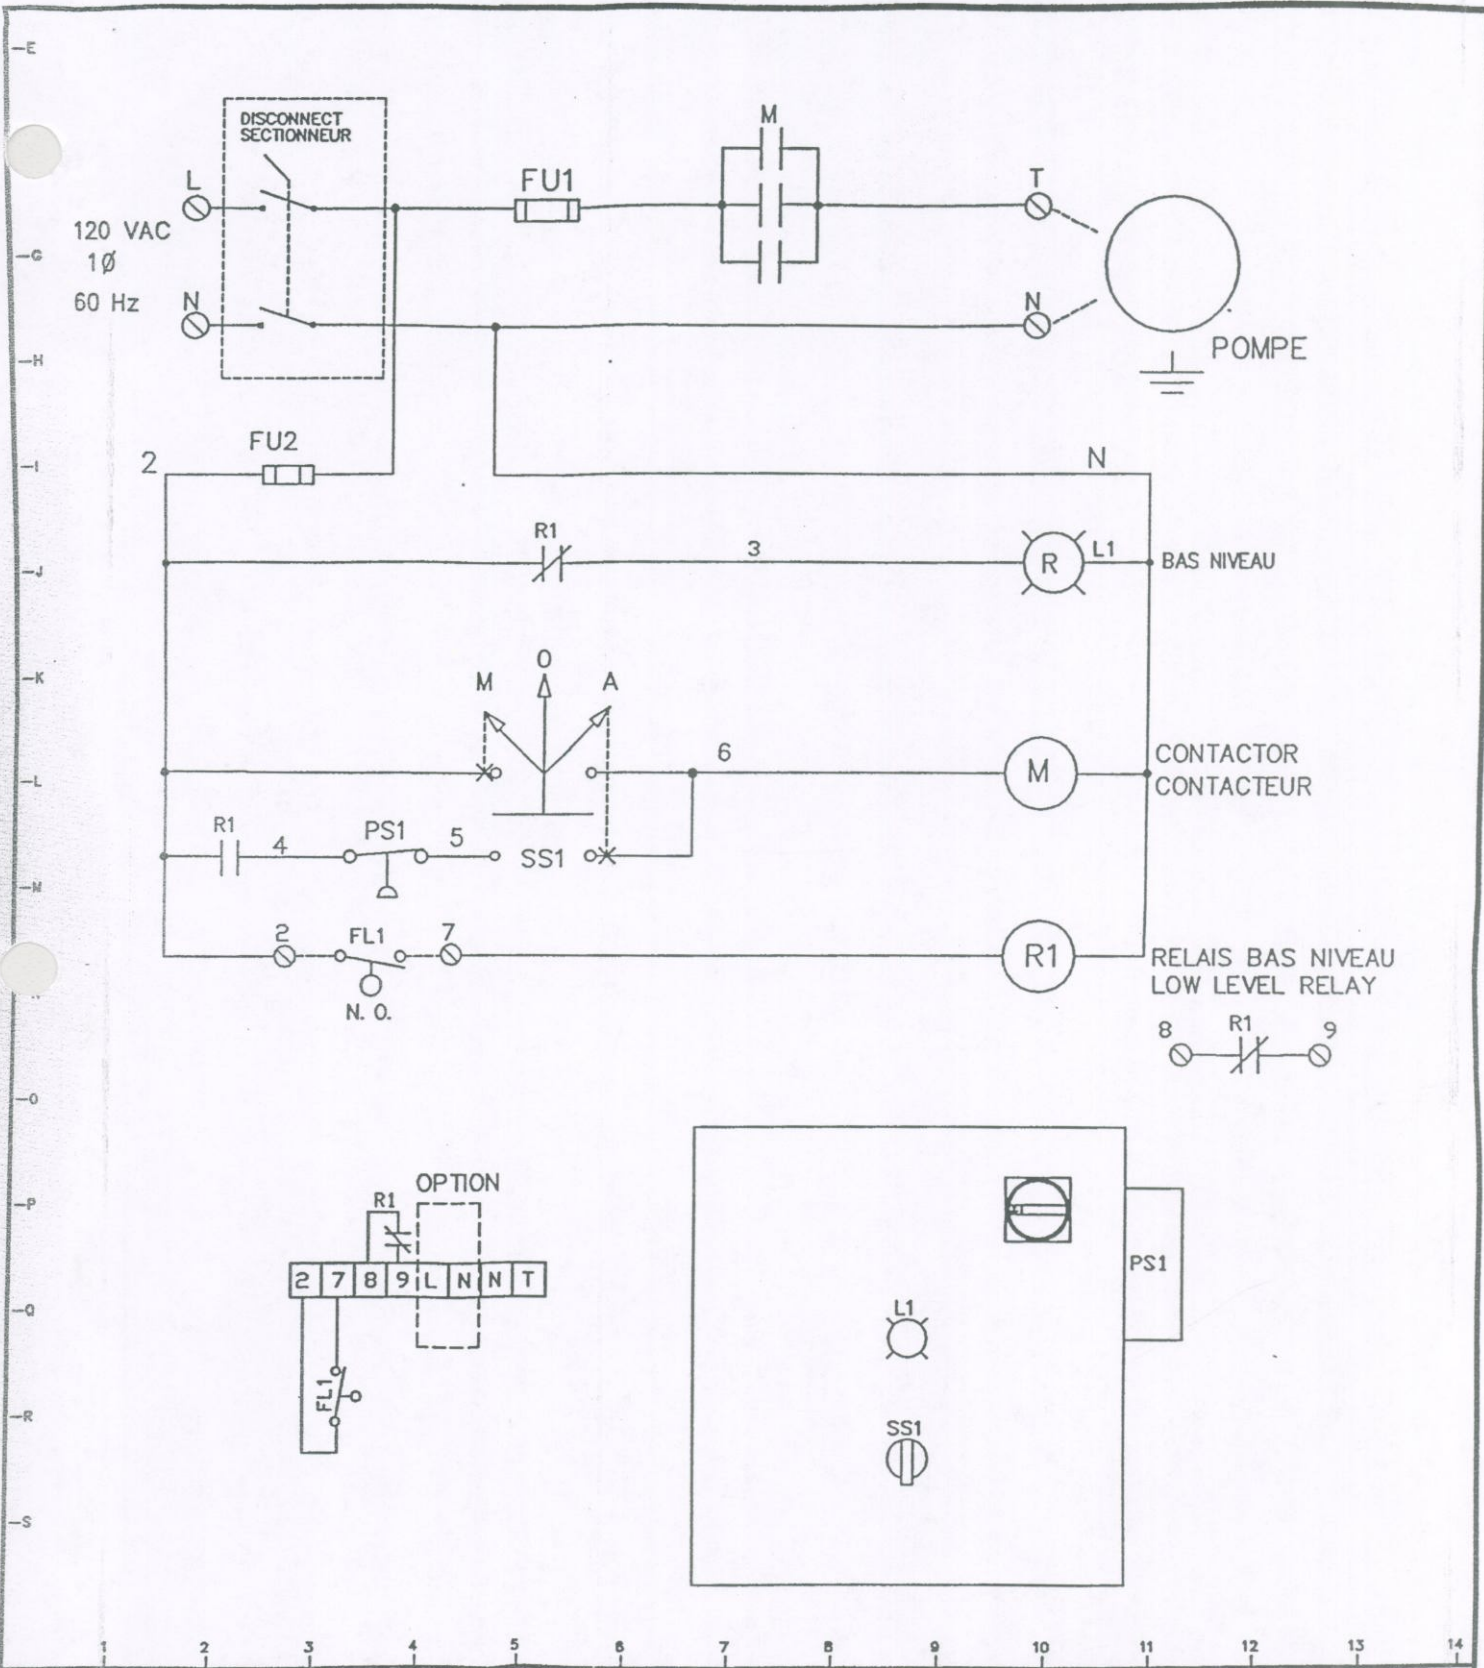 E
DISCONNECT
SECTIONNEUR
M
L
FU1
T
120 VAC
1Ø
60 Hz
G
N
N
H
POMPE
FU2
I
2
N
R1
3
R
L1
BAS NIVEAU
J
O
K
M
A
6
M
CONTACTOR
CONTACTEUR
L
R1
4
PS1
5
SS1
M
2
FL1
7
R1
RELAIS BAS NIVEAU
LOW LEVEL RELAY
N. O.
8
R1
9
O
OPTION
P
R1
PS1
2 7 8 9 L N N T
Q
L1
FL1
R
SS1
S
1 2 3 4 5 6 7 8 9 10 11 12 13 14